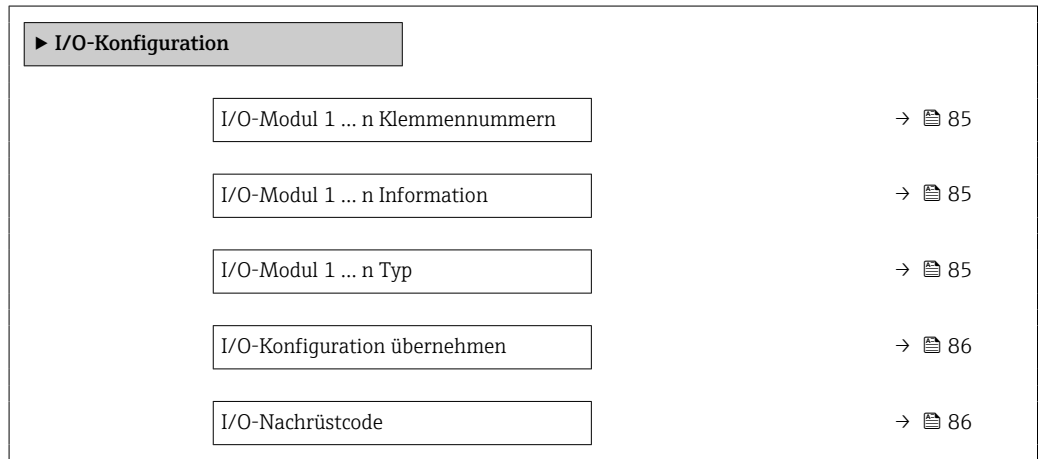 ► I/O-Konfiguration
I/O-Modul 1 … n Klemmennummern → 85
I/O-Modul 1 … n Information → 85
I/O-Modul 1 … n Typ → 85
I/O-Konfiguration übernehmen → 86
I/O-Nachrüstcode → 86